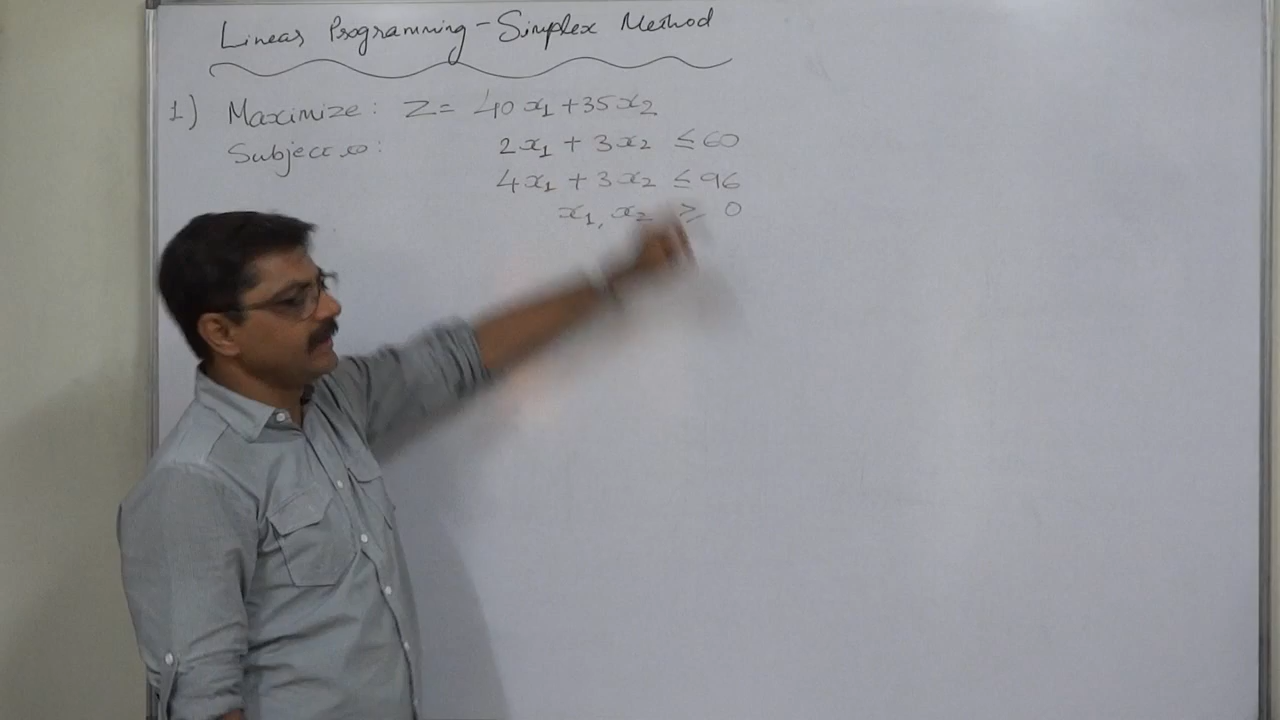 Linear Programming - Simplex Method
1) Maximize: Z = 40x₁ + 35x₂
Subject to: 2x₁ + 3x₂ ≤ 60
4x₁ + 3x₂ ≤ 96
x₁, x₂ ≥ 0